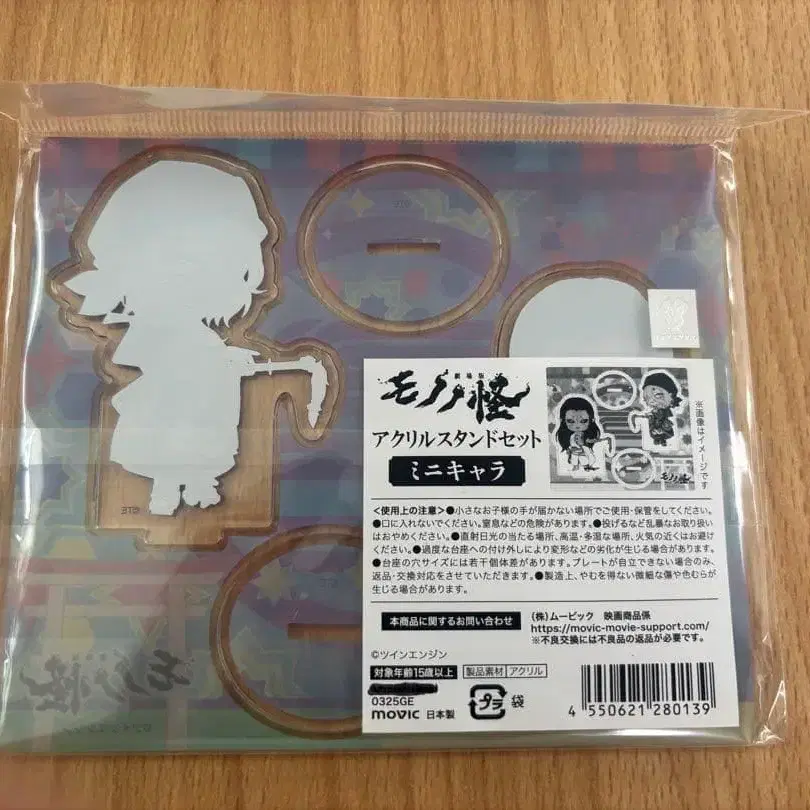 劇場版
モノノ怪
アクリルスタンドセット
ミニキャラ
※画像はイメージです
<使用上の注意>●小さなお子様の手が届かない場所でご使用・保管をしてください。
●口に入れないでください。窒息などの危険があります。●投げるなど乱暴なお取り扱い
はおやめください。●直射日光の当たる場所、高温・多湿な場所、火気の近くはお避け
ください。●過度な台座への付け外しにより変形などの劣化が生じる場合があります。
●台座の穴サイズには若干個体差があります。プレートが自立できない場合のみ、
返品・交換対応をさせていただきます。●製造上、やむを得ない微細な傷や色むらが
生じる場合があります。
本商品に関するお問い合わせ
(株)ムービック 映画商品係
https://movic-movie-support.com/
※不良交換には不良品の返品が必要です。
©ツインエンジン
対象年齢15歳以上
製品素材 アクリル
0325GE
movic 日本製
プラ 袋
4 550621 280139
©TE
©TE
モノノ怪